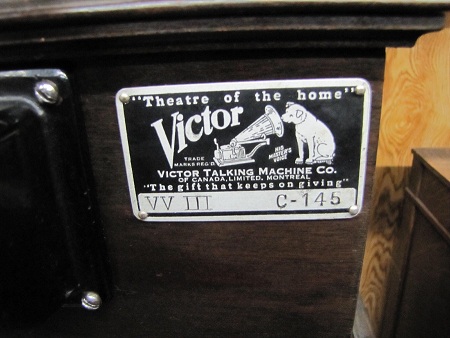 "Theatre of the home"
Victor
TRADE
MARK REG'D
HIS
MASTER'S
VOICE
VICTOR TALKING MACHINE CO.
OF CANADA, LIMITED, MONTREAL
"The gift that keeps on giving"
VV III C-145